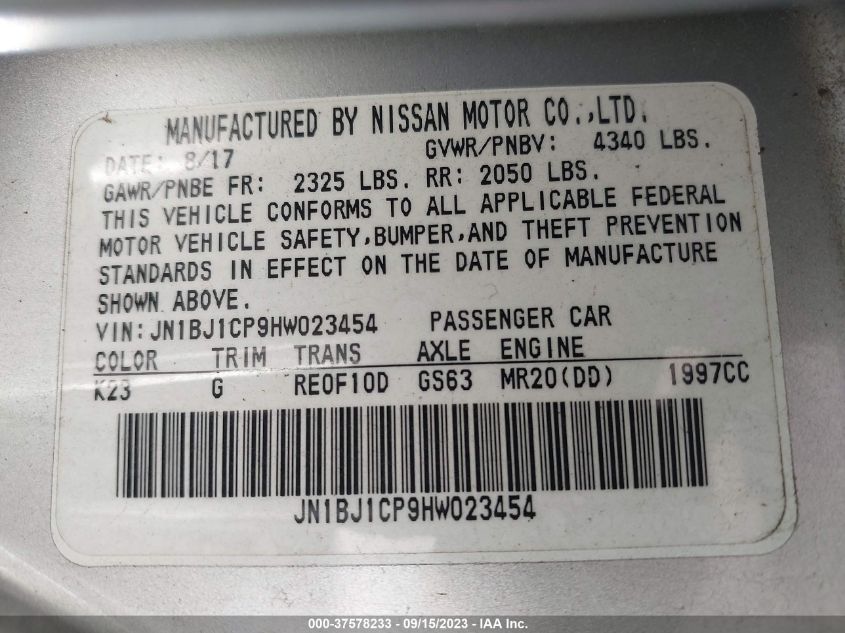 MANUFACTURED BY NISSAN MOTOR CO.,LTD.
DATE: 8/17 GVWR/PNBV: 4340 LBS.
GAWR/PNBE FR: 2325 LBS. RR: 2050 LBS.
THIS VEHICLE CONFORMS TO ALL APPLICABLE FEDERAL
MOTOR VEHICLE SAFETY,BUMPER,AND THEFT PREVENTION
STANDARDS IN EFFECT ON THE DATE OF MANUFACTURE
SHOWN ABOVE.
VIN:JN1BJ1CP9HW023454 PASSENGER CAR
COLOR TRIM TRANS AXLE ENGINE
K23 G RE0F10D GS63 MR20(DD) 1997CC
JN1BJ1CP9HW023454
000-37578233 - 09/15/2023 - IAA Inc.